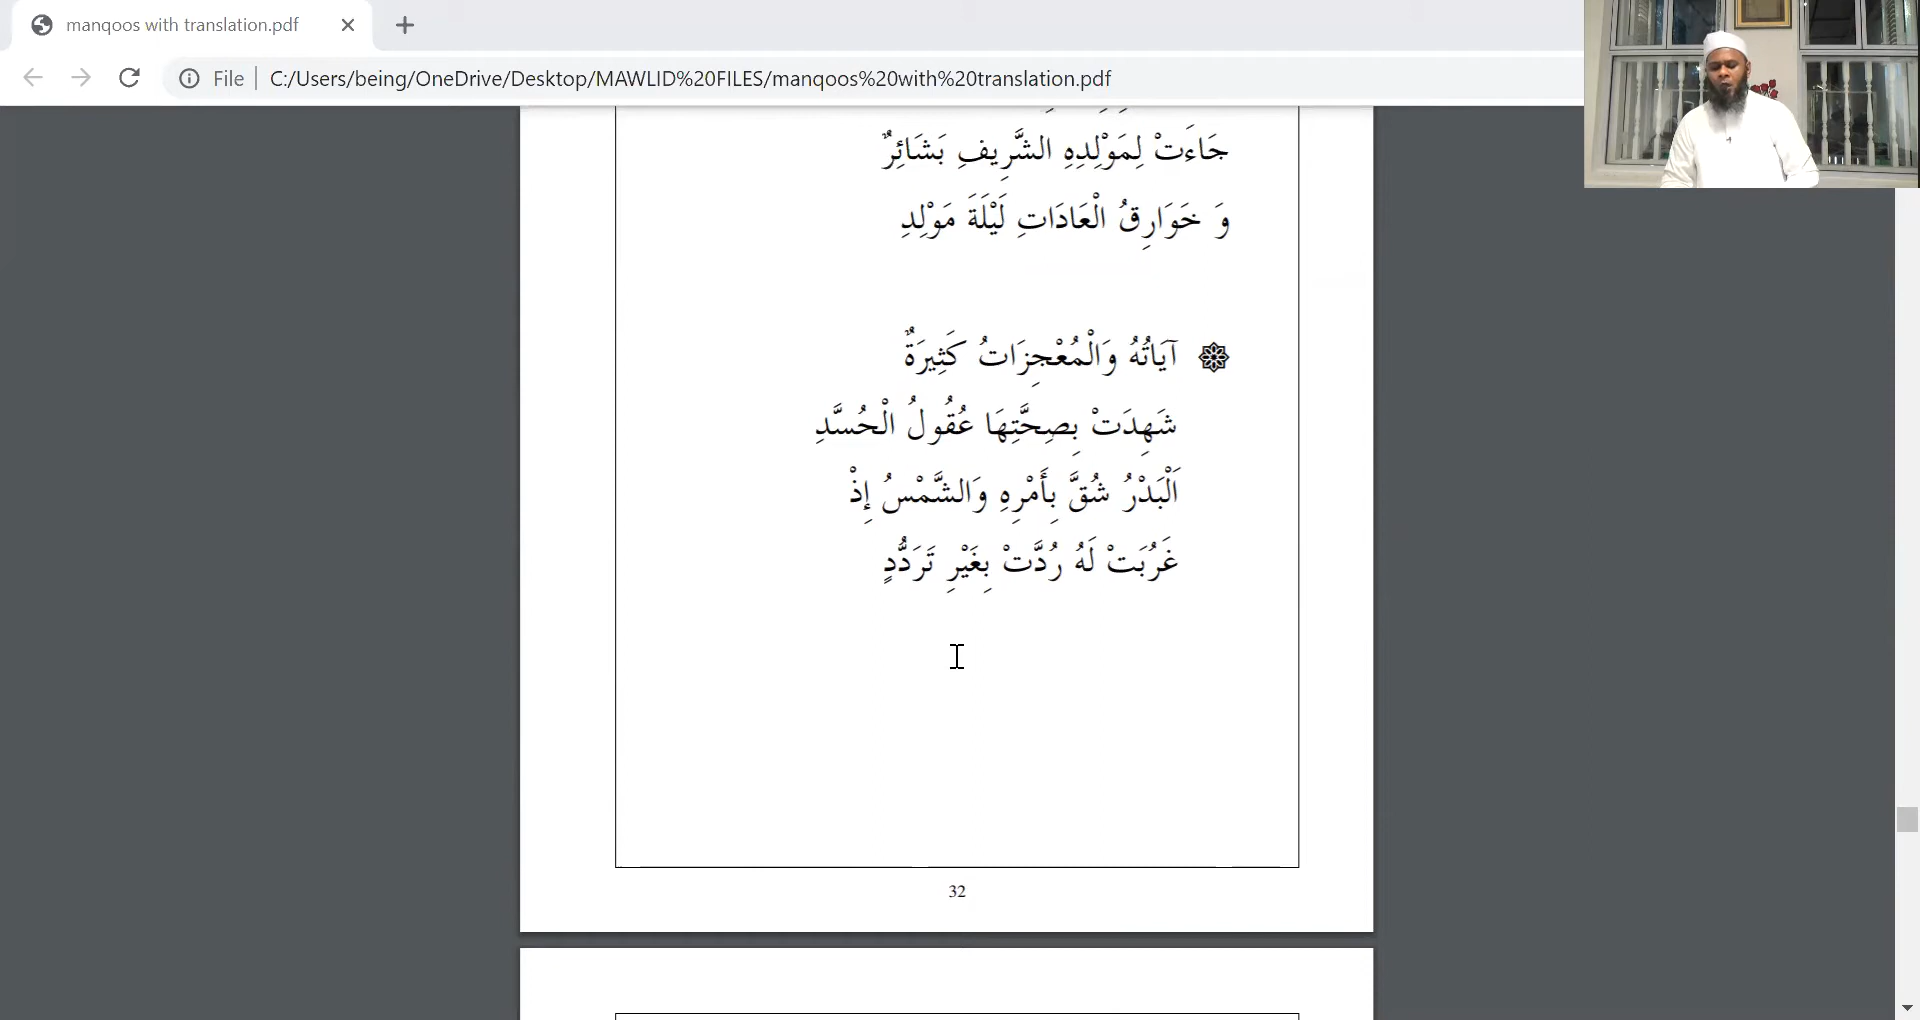 manqoos with translation.pdf
File
C:/Users/being/OneDrive/Desktop/MAWLID%20FILES/manqoos%20with%20translation.pdf
جَاءَتْ لِمَوْلِدِهِ الشَّرِيفِ بَشَائِرٌ
وَ خَوَارِقُ الْعَادَاتِ لَيْلَةَ مَوْلِدِ
آيَاتُهُ وَالْمُعْجِزَاتُ كَثِيرَةٌ
شَهِدَتْ بِصِحَّتِهَا عُقُولُ الْحُسَّدِ
اَلْبَدْرُ شُقَّ بِأَمْرِهِ وَالشَّمْسُ إِذْ
غَرُبَتْ لَهُ رُدَّتْ بِغَيْرِ تَرَدُّدٍ
32